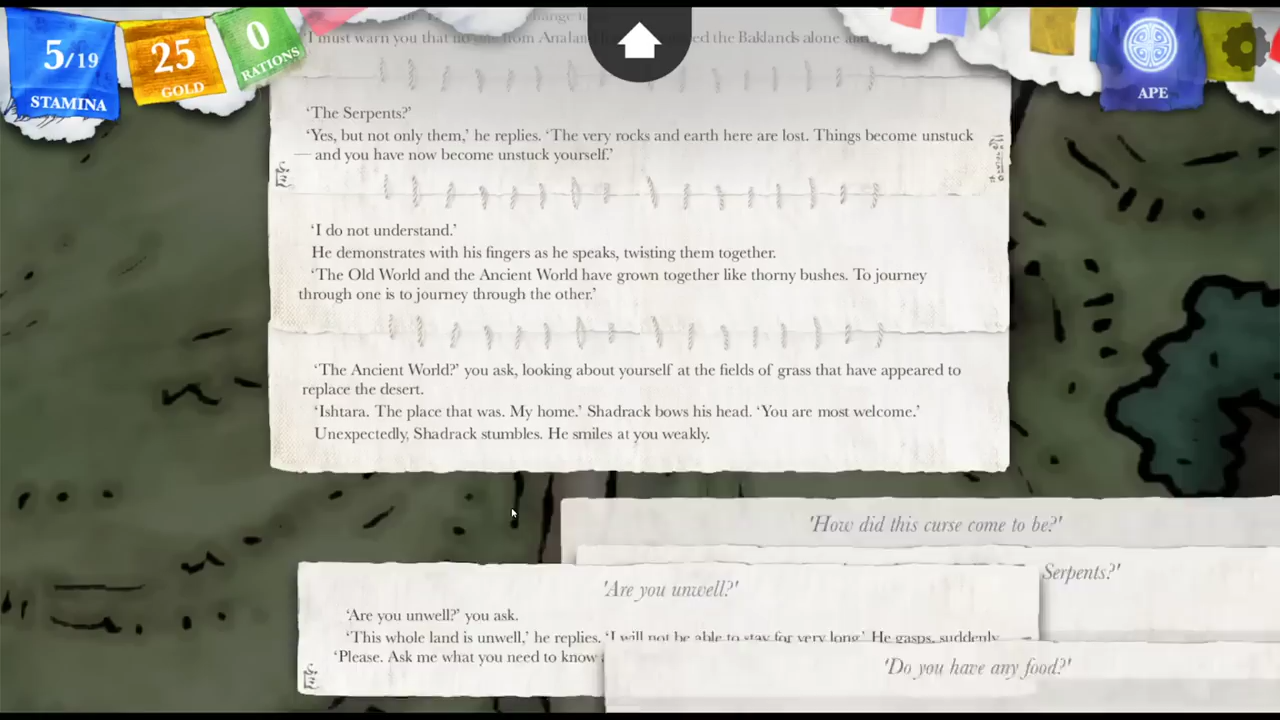 5/19
STAMINA
25
GOLD
0
RATIONS
APE
'I must warn you that no one from Analand
ed the Baklands alone
'The Serpents?'
'Yes, but not only them,' he replies. 'The very rocks and earth here are lost. Things become unstuck
— and you have now become unstuck yourself.'
'I do not understand.'
He demonstrates with his fingers as he speaks, twisting them together.
'The Old World and the Ancient World have grown together like thorny bushes. To journey
through one is to journey through the other.'
'The Ancient World?' you ask, looking about yourself at the fields of grass that have appeared to
replace the desert.
'Ishtara. The place that was. My home.' Shadrack bows his head. 'You are most welcome.'
Unexpectedly, Shadrack stumbles. He smiles at you weakly.
'How did this curse come to be?'
Serpents?'
'Are you unwell?'
'Are you unwell?' you ask.
'This whole land is unwell,' he replies. 'I will not be able to stay for very long.' He gasps, suddenly.
'Please. Ask me what you need to know
'Do you have any food?'